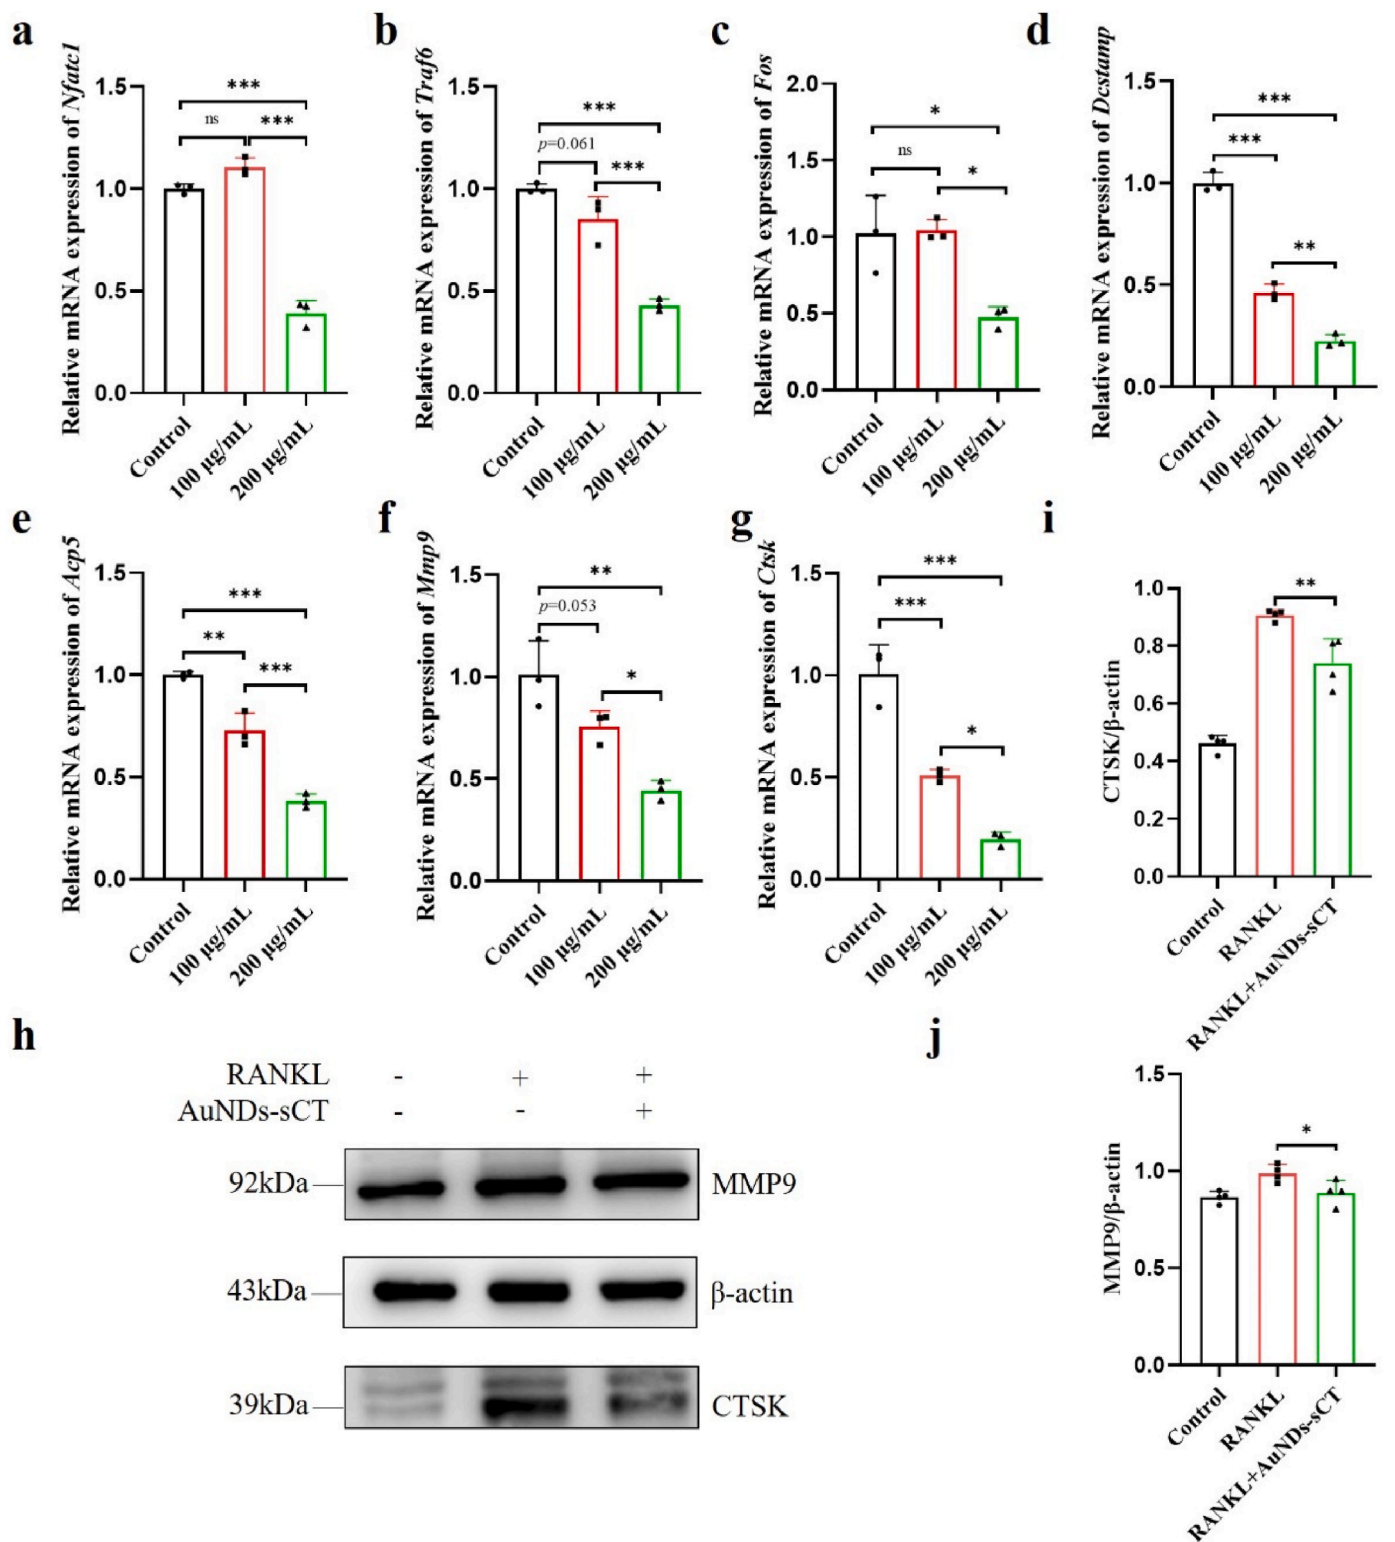 a
Relative mRNA expression of Nfatc1
1.5
1.0
0.5
0.0
***
ns
***
Control
100 μg/mL
200 μg/mL
b
Relative mRNA expression of Traf6
1.5
1.0
0.5
0.0
***
p=0.061
***
Control
100 μg/mL
200 μg/mL
c
Relative mRNA expression of Fos
2.0
1.5
1.0
0.5
0.0
*
ns
*
Control
100 μg/mL
200 μg/mL
d
Relative mRNA expression of Dcstamp
1.5
1.0
0.5
0.0
***
***
**
Control
100 μg/mL
200 μg/mL
e
Relative mRNA expression of Acp5
1.5
1.0
0.5
0.0
***
**
***
Control
100 μg/mL
200 μg/mL
f
Relative mRNA expression of Mmp9
1.5
1.0
0.5
0.0
**
p=0.053
*
Control
100 μg/mL
200 μg/mL
g
Relative mRNA expression of Ctsk
1.5
1.0
0.5
0.0
***
***
*
Control
100 μg/mL
200 μg/mL
i
CTSK/β-actin
1.0
0.8
0.6
0.4
0.2
0.0
**
Control
RANKL
RANKL+AuNDs-sCT
h
RANKL - + +
AuNDs-sCT - - +
92kDa MMP9
43kDa β-actin
39kDa CTSK
j
MMP9/β-actin
1.5
1.0
0.5
0.0
*
Control
RANKL
RANKL+AuNDs-sCT